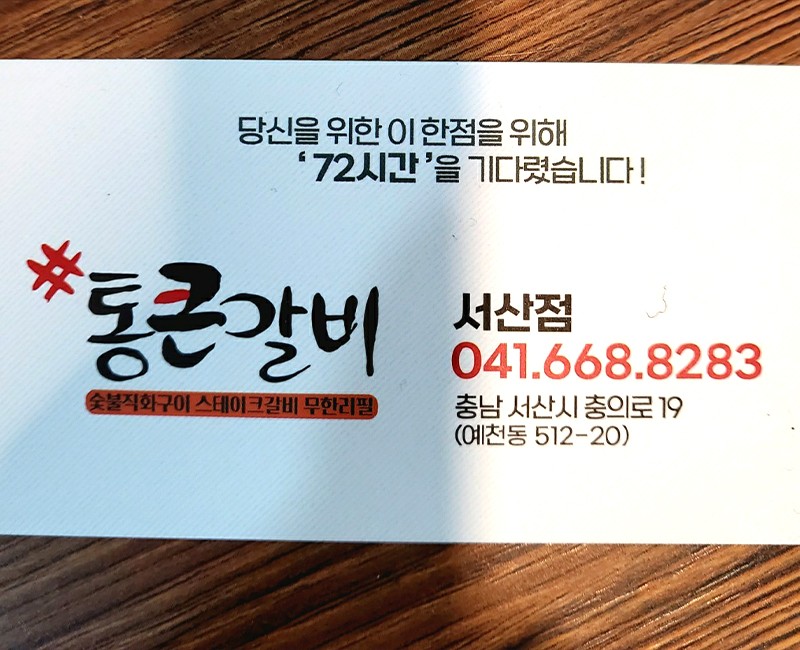 당신을 위한 이 한점을 위해
‘72시간’을 기다렸습니다!
#통큰갈비
숯불직화구이 스테이크갈비 무한리필
서산점
041.668.8283
충남 서산시 충의로 19
(예천동 512-20)